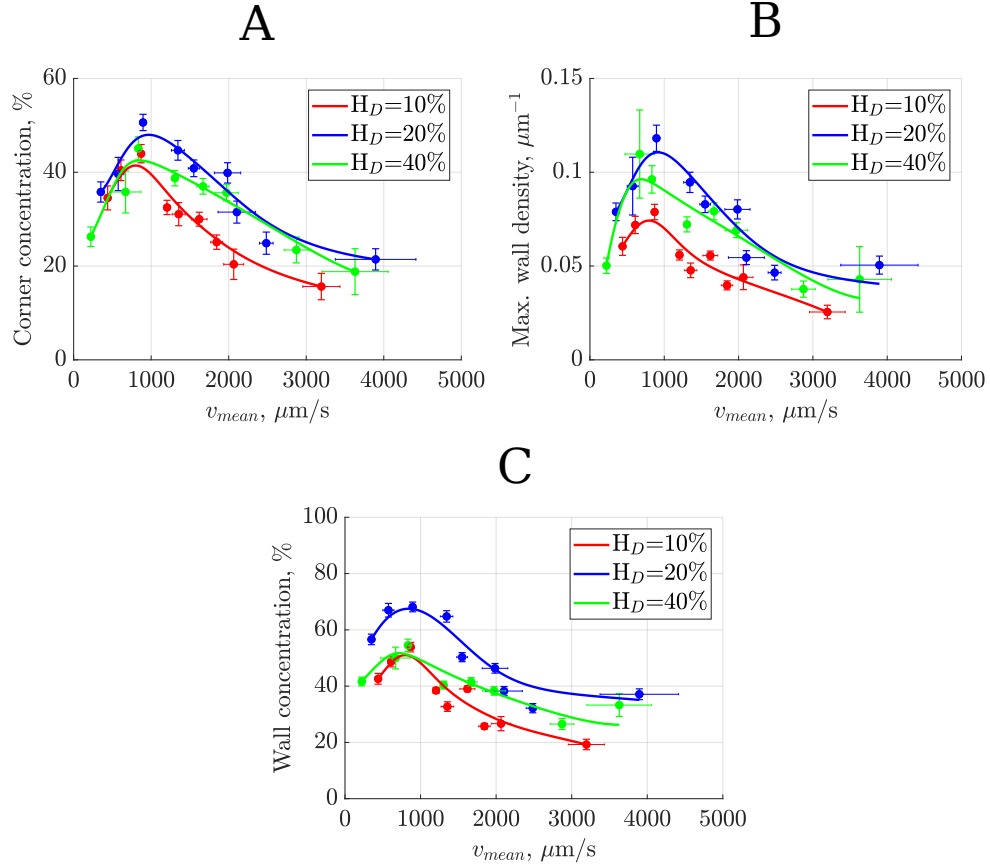 A
Corner concentration, %
60
40
20
0
H_D=10%
H_D=20%
H_D=40%
0 1000 2000 3000 4000 5000
v_mean, μm/s
B
Max. wall density, μm⁻¹
0.15
0.1
0.05
0
H_D=10%
H_D=20%
H_D=40%
0 1000 2000 3000 4000 5000
v_mean, μm/s
C
Wall concentration, %
100
80
60
40
20
0
H_D=10%
H_D=20%
H_D=40%
0 1000 2000 3000 4000 5000
v_mean, μm/s